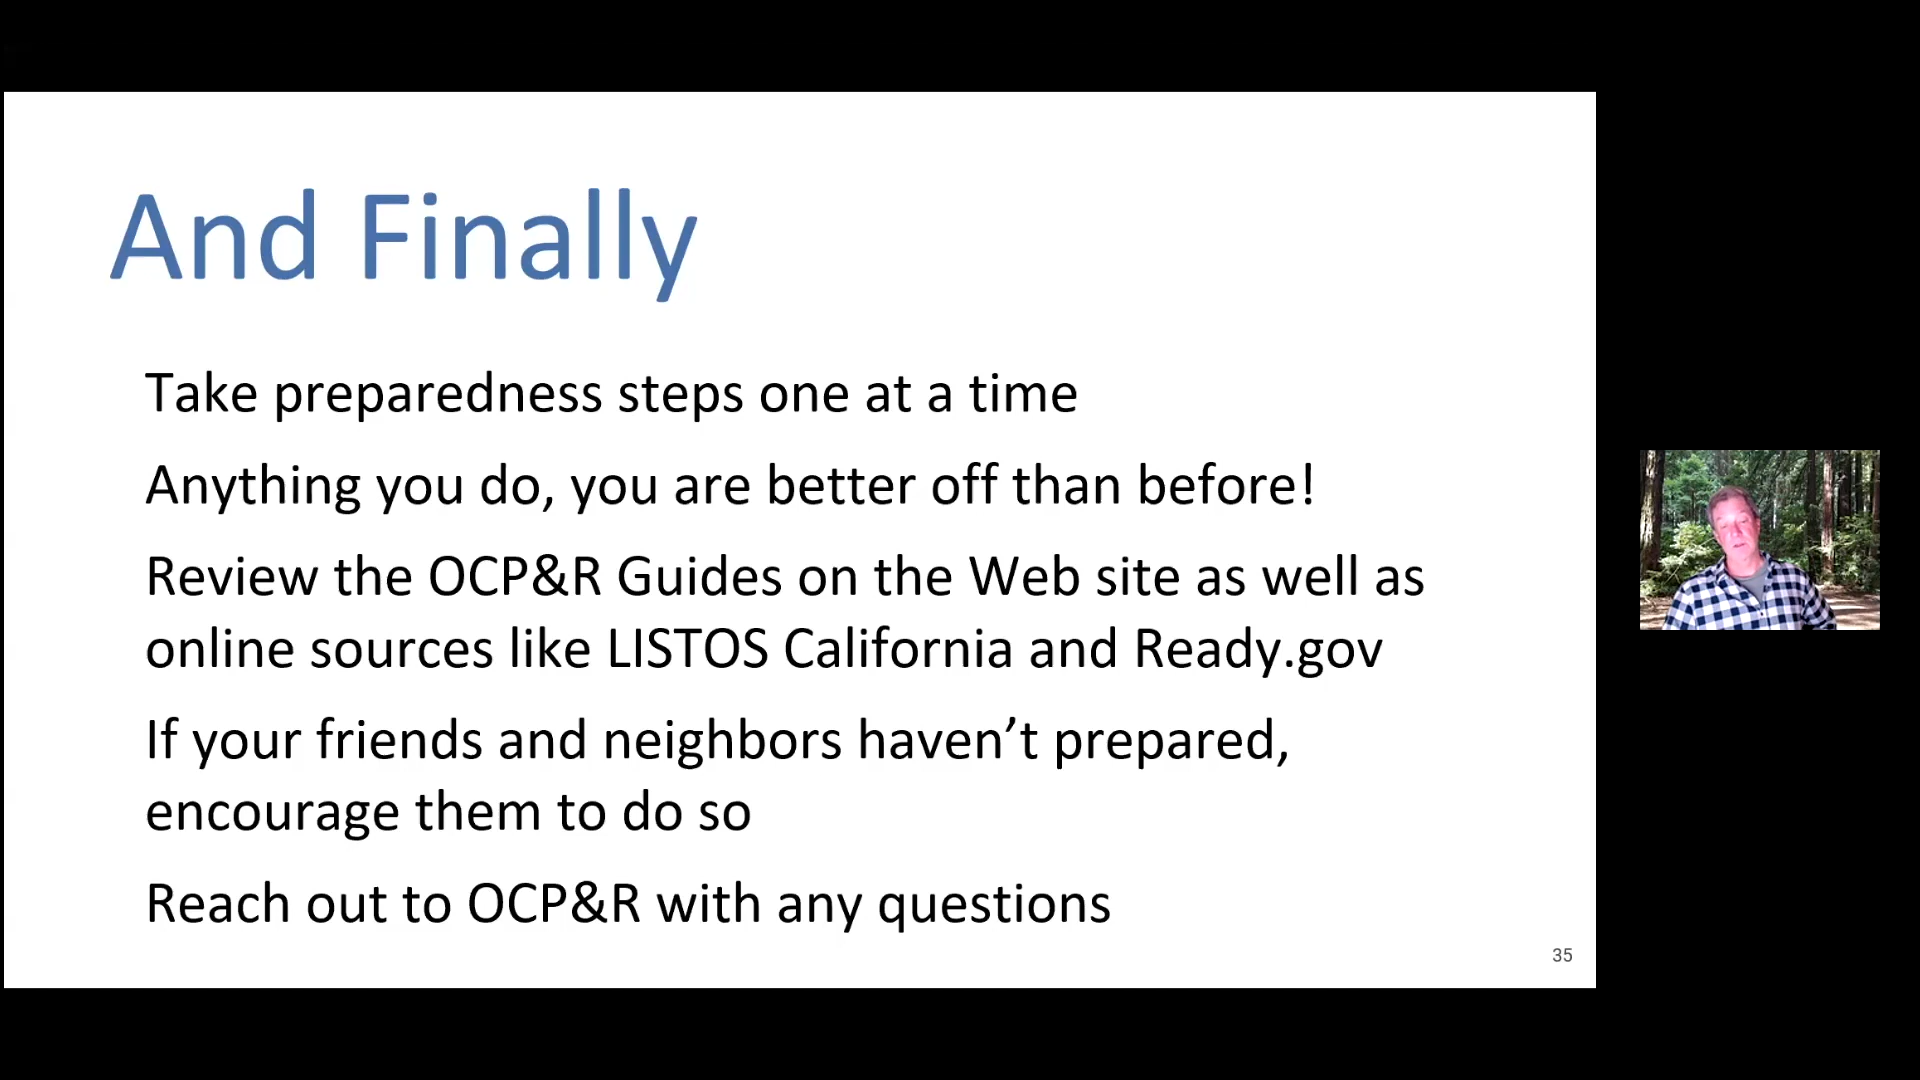 And Finally
Take preparedness steps one at a time
Anything you do, you are better off than before!
Review the OCP&R Guides on the Web site as well as
online sources like LISTOS California and Ready.gov
If your friends and neighbors haven’t prepared,
encourage them to do so
Reach out to OCP&R with any questions
35